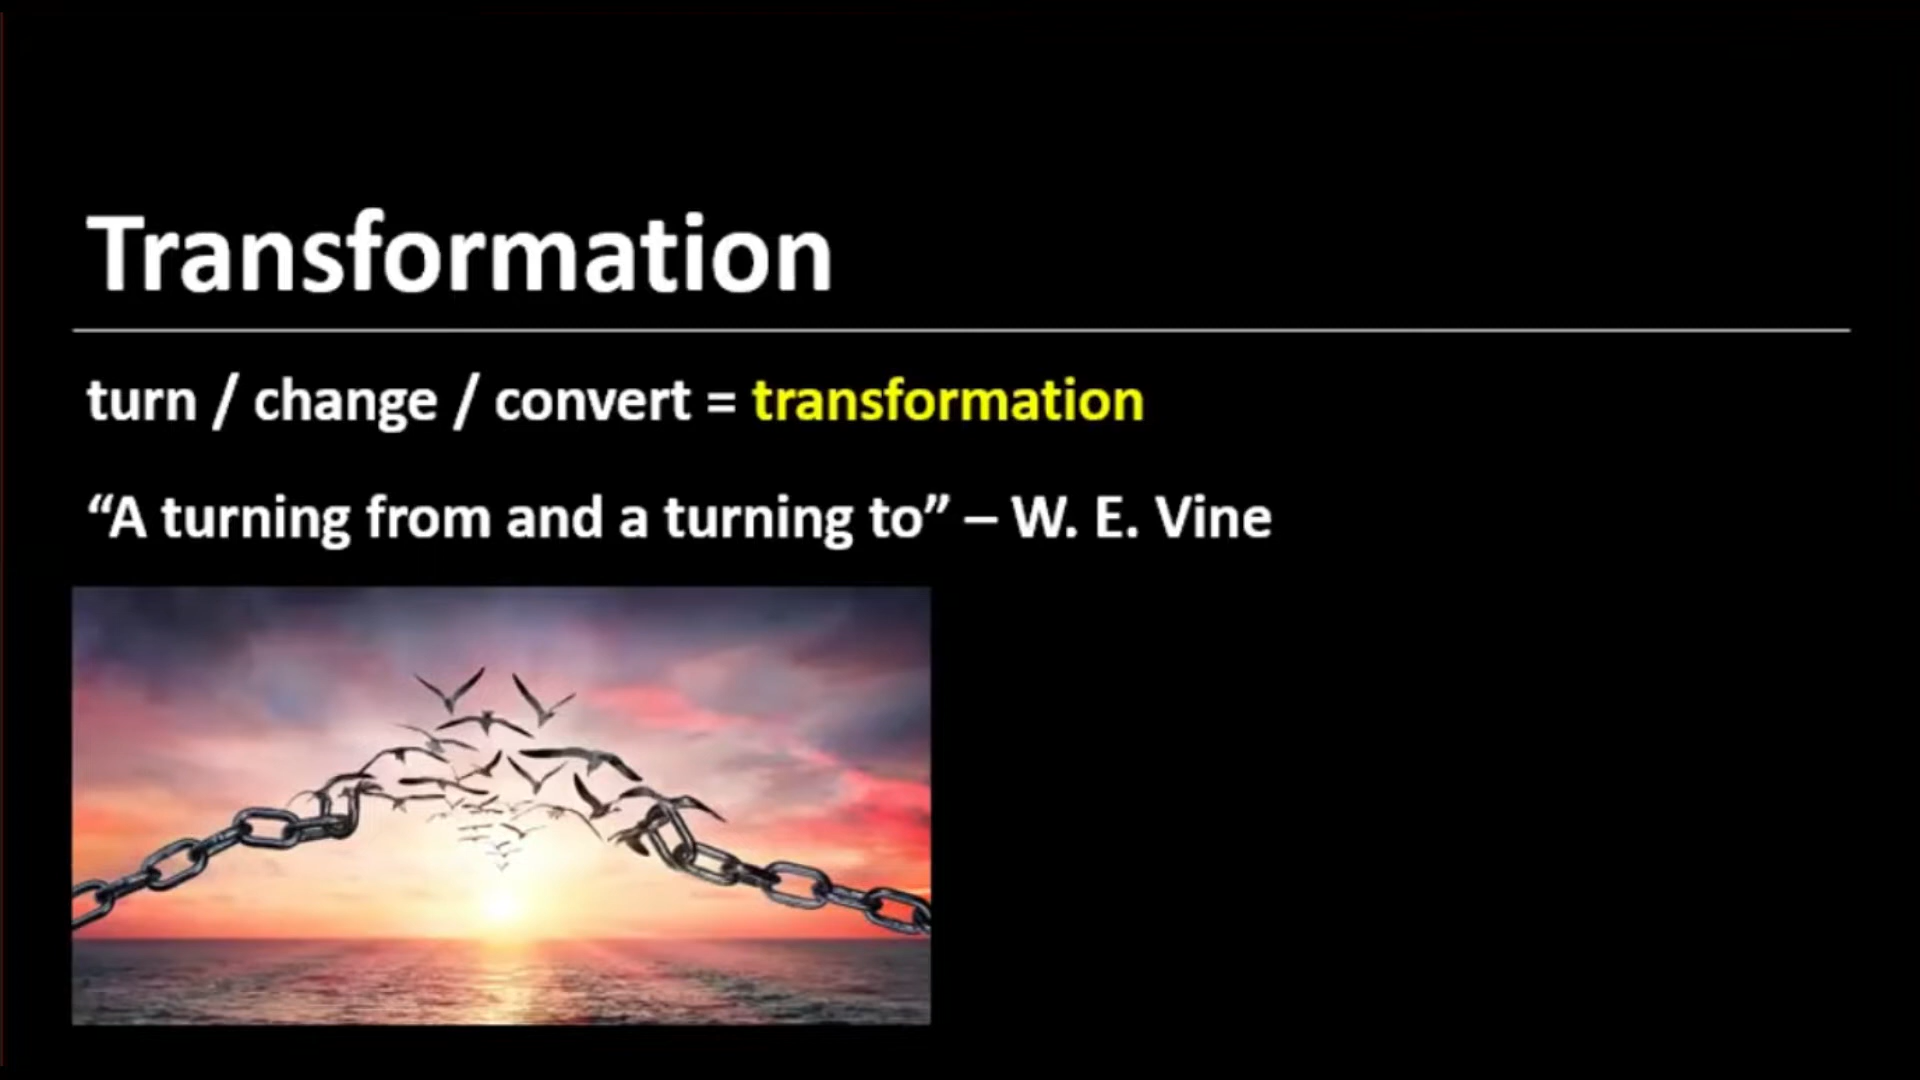 Transformation
turn / change / convert = transformation
“A turning from and a turning to” – W. E. Vine